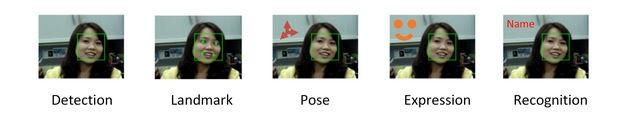 Name
Detection
Landmark
Pose
Expression
Recognition